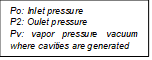 Po: Inlet pressure
P2: Oulet pressure
Pv: vapor pressure vacuum
where cavities are generated